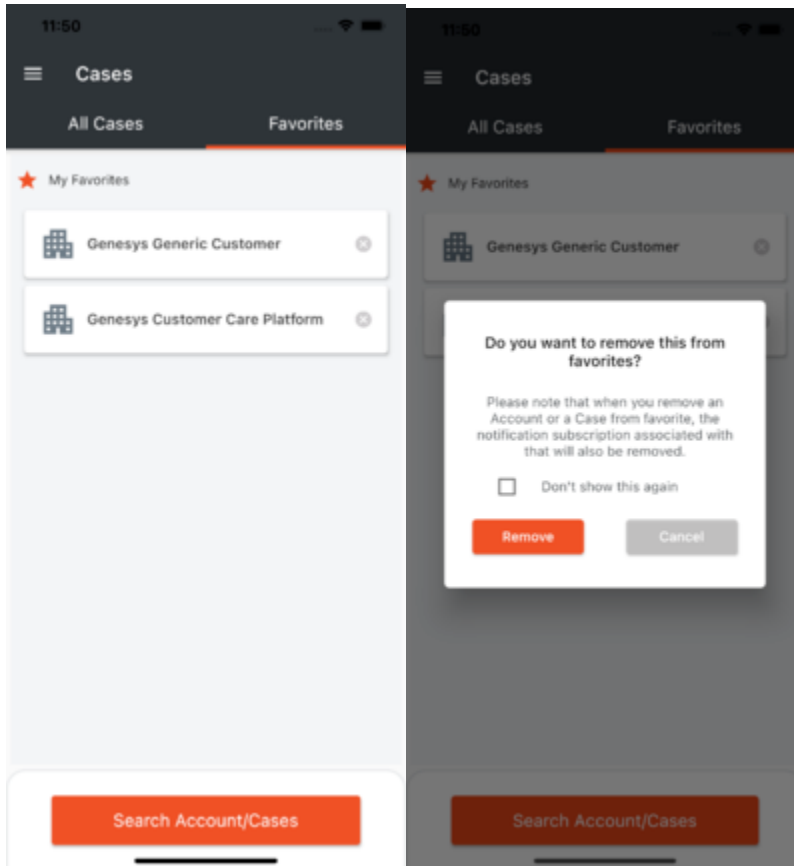 11:50
Cases
All Cases
Favorites
My Favorites
Genesys Generic Customer
Genesys Customer Care Platform
Search Account/Cases
11:50
Cases
All Cases
Favorites
My Favorites
Genesys Generic Customer
Do you want to remove this from
favorites?
Please note that when you remove an
Account or a Case from favorite, the
notification subscription associated with
that will also be removed.
Don't show this again
Remove
Cancel
Search Account/Cases